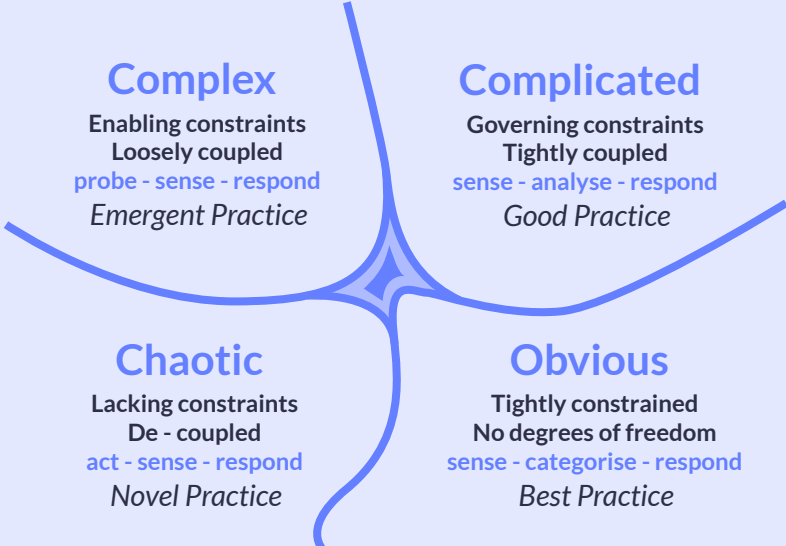 Complex
Enabling constraints
Loosely coupled
probe - sense - respond
Emergent Practice
Complicated
Governing constraints
Tightly coupled
sense - analyse - respond
Good Practice
Chaotic
Lacking constraints
De - coupled
act - sense - respond
Novel Practice
Obvious
Tightly constrained
No degrees of freedom
sense - categorise - respond
Best Practice